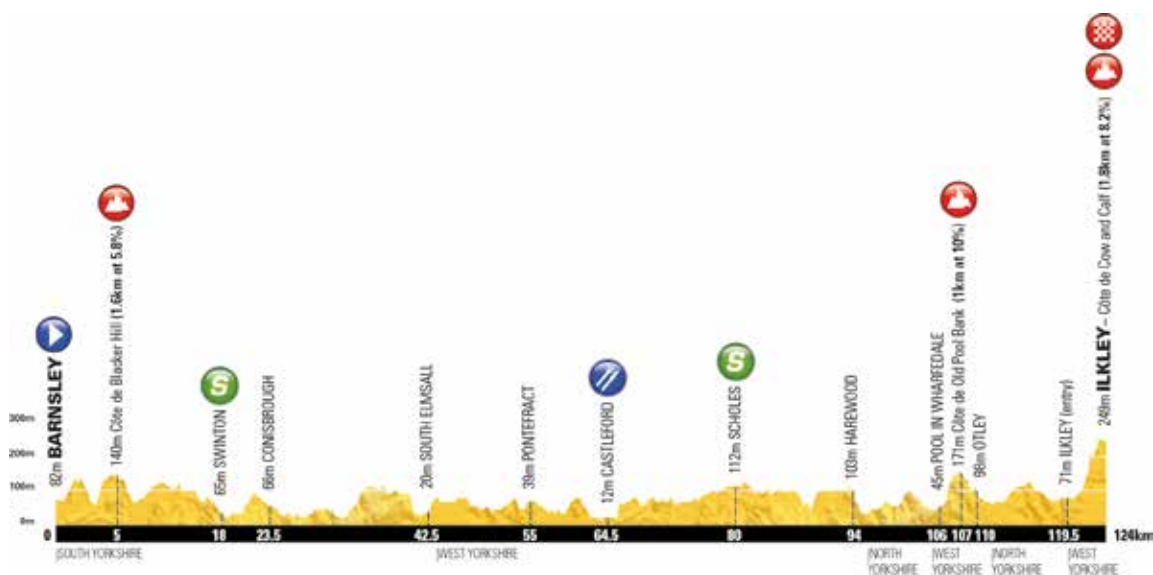 82m BARNSLEY
140m Côte de Blacker Hill (1.6km at 5.8%)
S
65m SWINTON
66m CONISBROUGH
20m SOUTH ELMSALL
39m PONTEFRACT
12m CASTLEFORD
S
112m SCHOLES
103m HAREWOOD
45m POOL IN WHARFEDALE
171m Côte de Old Pool Bank (1km at 10%)
98m OTLEY
71m ILKLEY (entry)
249m ILKLEY – Côte de Cow and Calf (1.8km at 8.2%)
300m
200m
100m
0m
0 5 18 23.5 42.5 55 64.5 80 94 106 107 110 119.5 124km
SOUTH YORKSHIRE
WEST YORKSHIRE
NORTH YORKSHIRE
WEST YORKSHIRE
NORTH YORKSHIRE
WEST YORKSHIRE